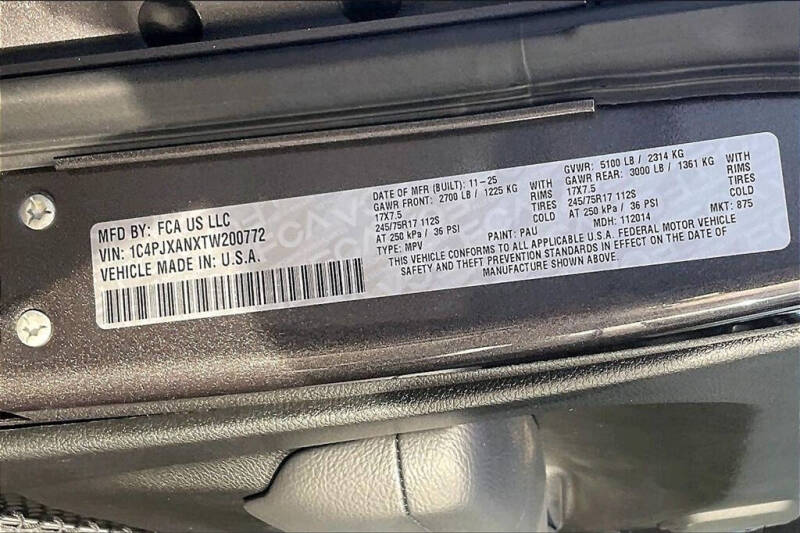 MFD BY: FCA US LLC
VIN: 1C4PJXANXTW200772
VEHICLE MADE IN: U.S.A.
DATE OF MFR (BUILT): 11-25
GAWR FRONT: 2700 LB / 1225 KG WITH
17X7.5 RIMS
245/75R17 112S TIRES
AT 250 kPa / 36 PSI COLD
TYPE: MPV PAINT: PAU
GVWR: 5100 LB / 2314 KG
GAWR REAR: 3000 LB / 1361 KG WITH
17X7.5 RIMS
245/75R17 112S TIRES
AT 250 kPa / 36 PSI COLD
MDH: 112014 MKT: 875
THIS VEHICLE CONFORMS TO ALL APPLICABLE U.S.A. FEDERAL MOTOR VEHICLE
SAFETY AND THEFT PREVENTION STANDARDS IN EFFECT ON THE DATE OF
MANUFACTURE SHOWN ABOVE.